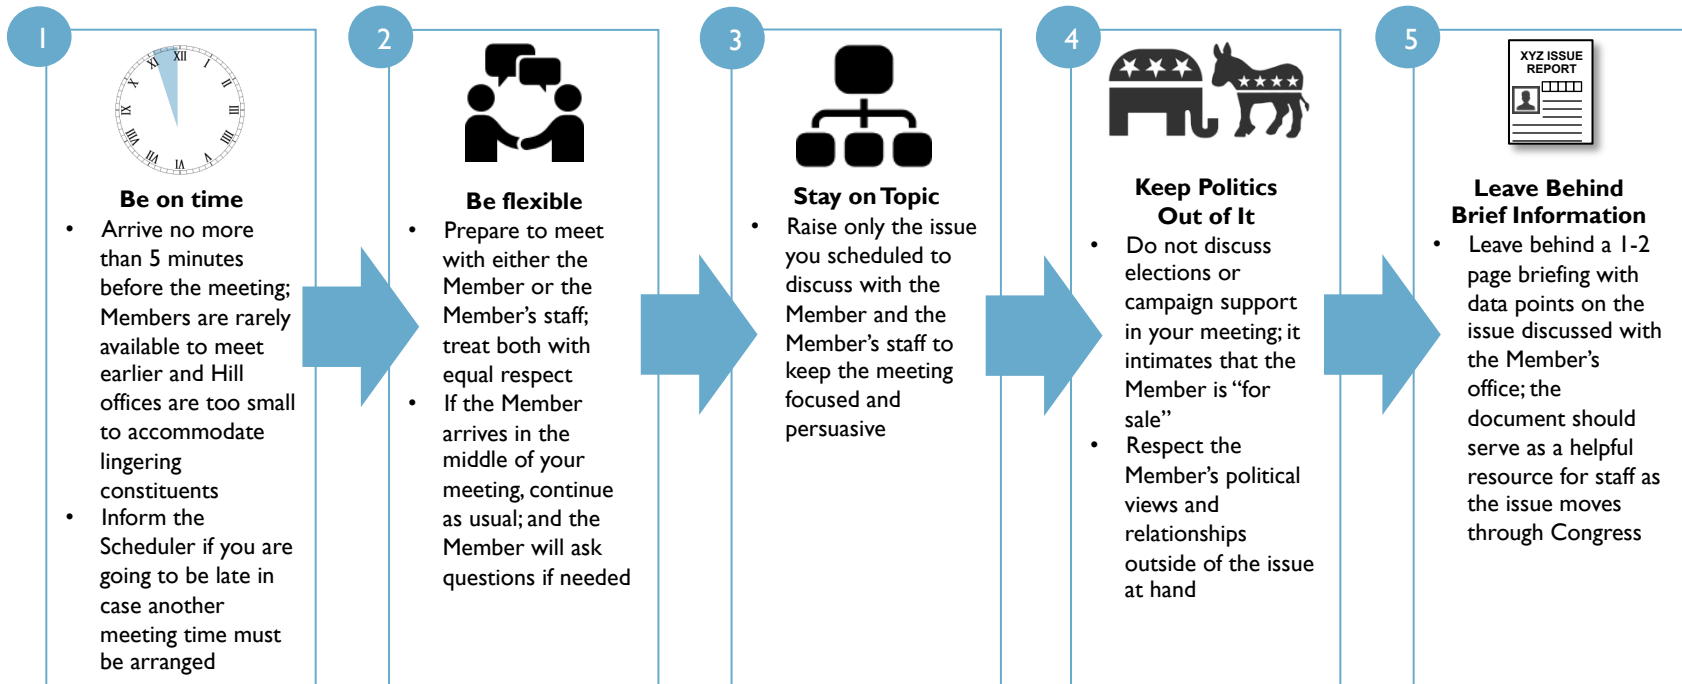 1
XII
I
II
III
IIII
V
VI
VII
VIII
IX
X
XI
Be on time
• Arrive no more
than 5 minutes
before the meeting;
Members are rarely
available to meet
earlier and Hill
offices are too small
to accommodate
lingering
constituents
• Inform the
Scheduler if you are
going to be late in
case another
meeting time must
be arranged
2
Be flexible
• Prepare to meet
with either the
Member or the
Member’s staff;
treat both with
equal respect
• If the Member
arrives in the
middle of your
meeting, continue
as usual; and the
Member will ask
questions if needed
3
Stay on Topic
• Raise only the issue
you scheduled to
discuss with the
Member and the
Member’s staff to
keep the meeting
focused and
persuasive
4
Keep Politics
Out of It
• Do not discuss
elections or
campaign support
in your meeting; it
intimates that the
Member is “for
sale”
• Respect the
Member’s political
views and
relationships
outside of the issue
at hand
5
XYZ ISSUE
REPORT
Leave Behind
Brief Information
• Leave behind a 1-2
page briefing with
data points on the
issue discussed with
the Member’s
office; the
document should
serve as a helpful
resource for staff as
the issue moves
through Congress